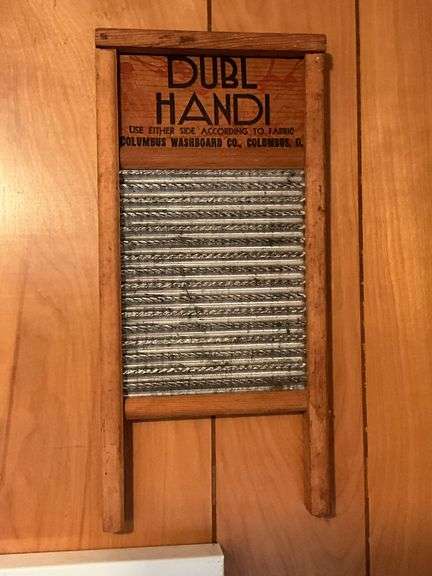 DUBL
HANDI
USE EITHER SIDE ACCORDING TO FABRIC
COLUMBUS WASHBOARD CO., COLUMBUS, O.